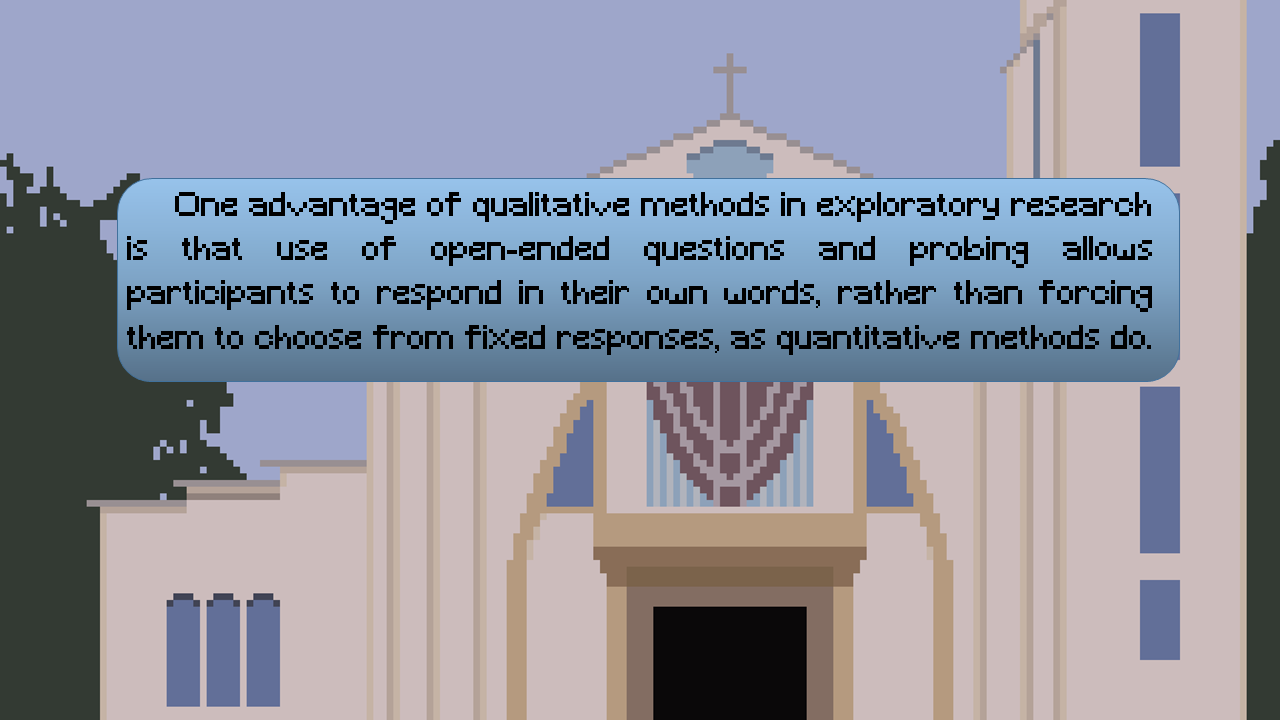 One advantage of qualitative methods in exploratory research
is that use of open-ended questions and probing allows
participants to respond in their own words, rather than forcing
them to choose from fixed responses, as quantitative methods do.